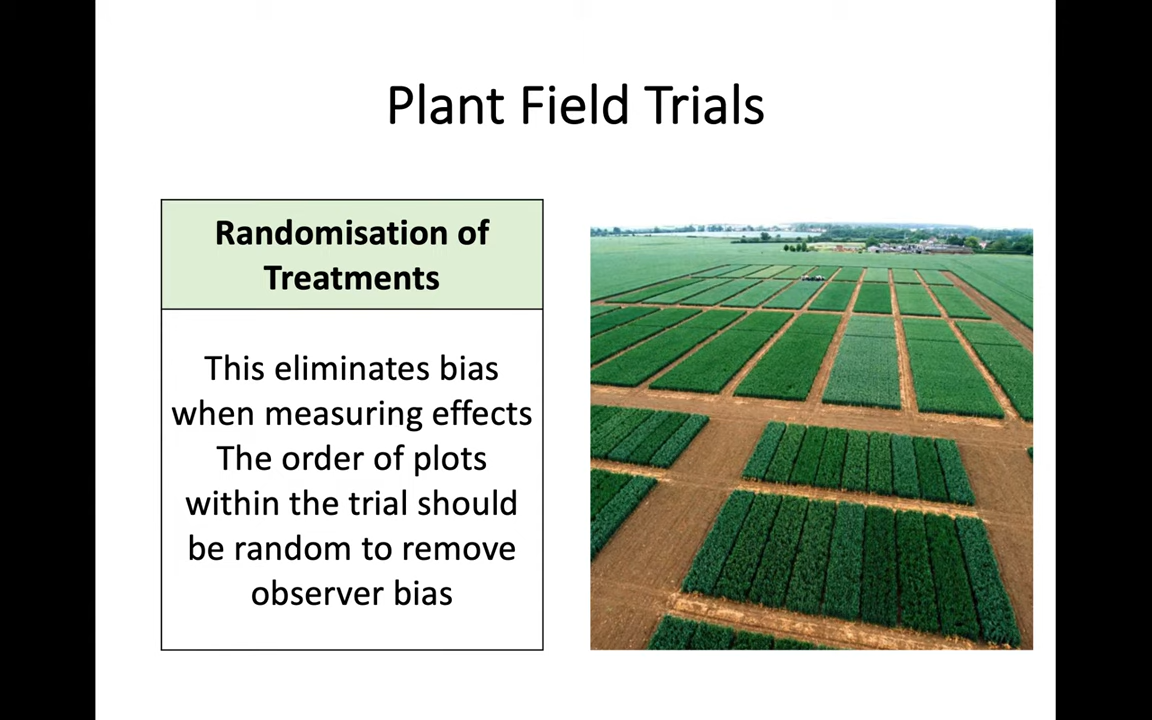 Plant Field Trials
Randomisation of
Treatments
This eliminates bias
when measuring effects
The order of plots
within the trial should
be random to remove
observer bias